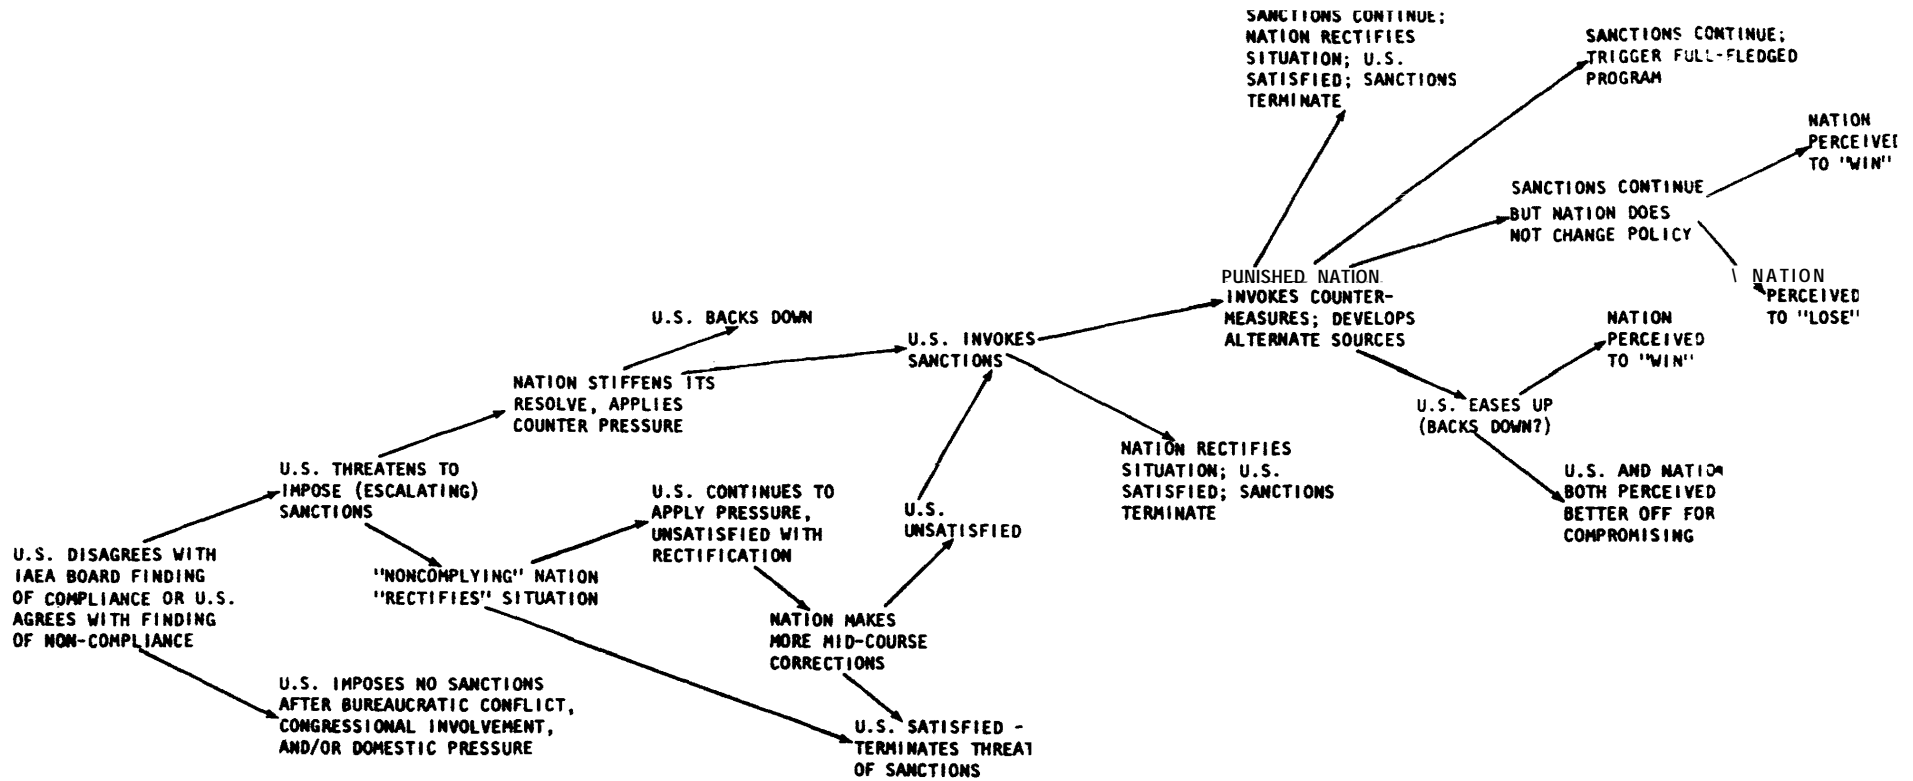 SANCTIONS CONTINUE;
NATION RECTIFIES
SITUATION; U.S.
SATISFIED; SANCTIONS
TERMINATE
SANCTIONS CONTINUE;
TRIGGER FULL-FLEDGED
PROGRAM
NATION
PERCEIVED
TO "WIN"
SANCTIONS CONTINUE
BUT NATION DOES
NOT CHANGE POLICY
NATION
PERCEIVED
TO "LOSE"
PUNISHED NATION
INVOKES COUNTER-
MEASURES; DEVELOPS
ALTERNATE SOURCES
NATION
PERCEIVED
TO "WIN"
U.S. EASES UP
(BACKS DOWN?)
U.S. AND NATION
BOTH PERCEIVED
BETTER OFF FOR
COMPROMISING
U.S. BACKS DOWN
U.S. INVOKES
SANCTIONS
NATION STIFFENS ITS
RESOLVE, APPLIES
COUNTER PRESSURE
NATION RECTIFIES
SITUATION; U.S.
SATISFIED; SANCTIONS
TERMINATE
U.S. THREATENS TO
IMPOSE (ESCALATING)
SANCTIONS
U.S. CONTINUES TO
APPLY PRESSURE,
UNSATISFIED WITH
RECTIFICATION
U.S.
UNSATISFIED
U.S. DISAGREES WITH
IAEA BOARD FINDING
OF COMPLIANCE OR U.S.
AGREES WITH FINDING
OF NON-COMPLIANCE
"NONCOMPLYING" NATION
"RECTIFIES" SITUATION
NATION MAKES
MORE MID-COURSE
CORRECTIONS
U.S. IMPOSES NO SANCTIONS
AFTER BUREAUCRATIC CONFLICT,
CONGRESSIONAL INVOLVEMENT,
AND/OR DOMESTIC PRESSURE
U.S. SATISFIED -
TERMINATES THREAT
OF SANCTIONS